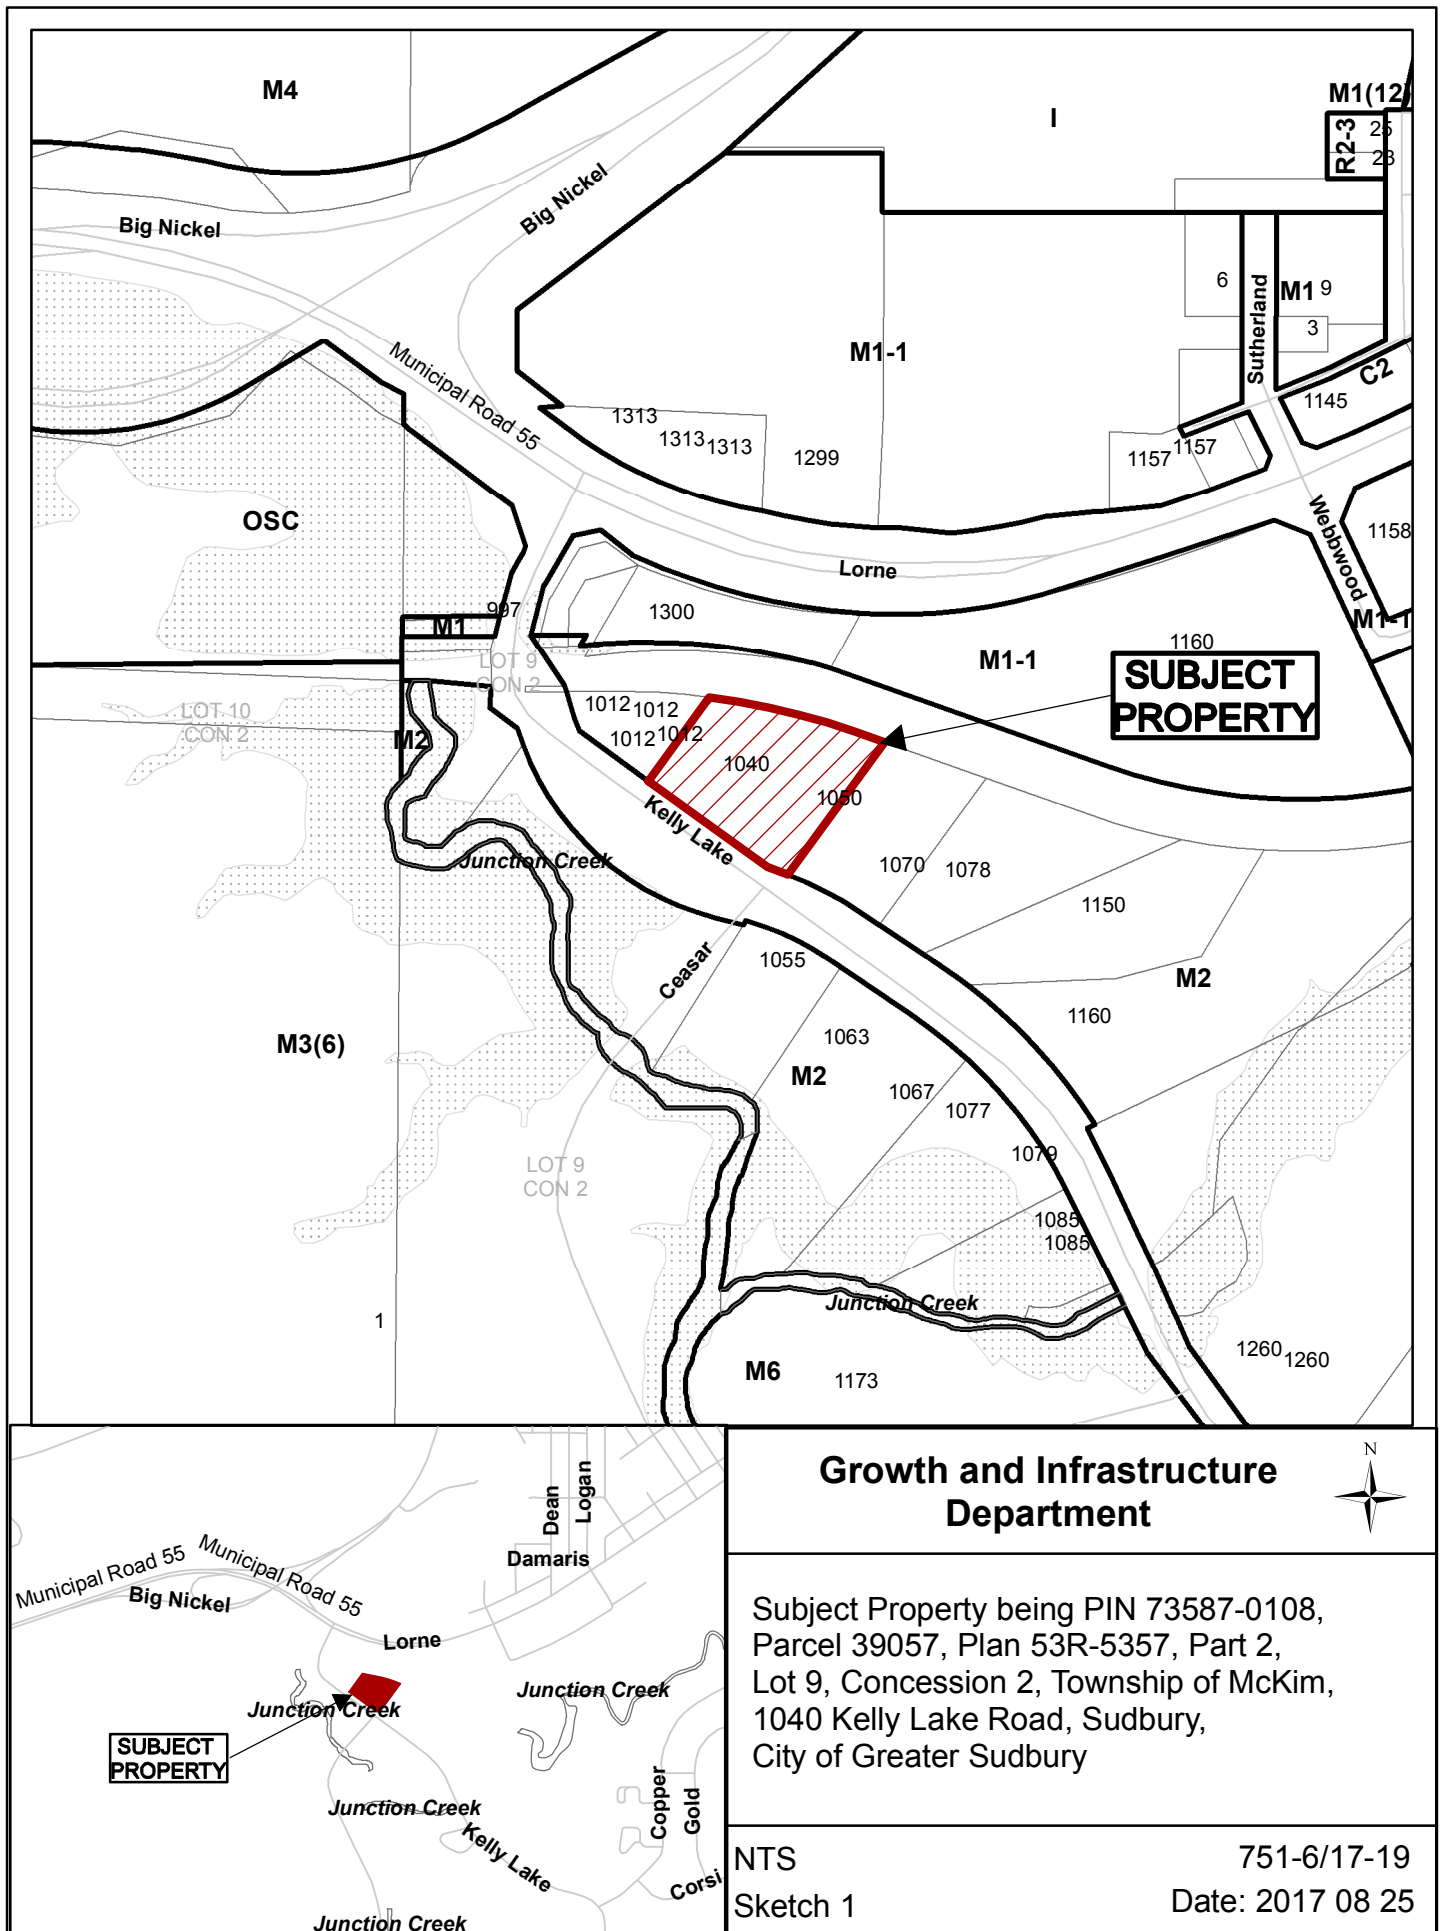 M4
I
M1(12)
R2-3
25
23
Big Nickel
Big Nickel
6
Sutherland
M1
9
3
M1-1
C2
1145
Municipal Road 55
1313
1313
1313
1299
1157
1157
Webbwood
1158
OSC
Lorne
997
M1
1300
M1-1
1160
M1-1
LOT 9
CON 2
SUBJECT
PROPERTY
LOT 10
CON 2
M2
1012
1012
1012
1012
1040
1050
Kelly Lake
Junction Creek
1070
1078
1150
Ceasar
1055
M2
1160
M3(6)
1063
M2
1067
1077
1079
LOT 9
CON 2
1085
1085
Junction Creek
1
M6
1173
1260
1260
Dean
Logan
Damaris
Municipal Road 55
Municipal Road 55
Big Nickel
Lorne
Junction Creek
Junction Creek
SUBJECT
PROPERTY
Junction Creek
Kelly Lake
Copper
Gold
Corsi
Junction Creek
Growth and Infrastructure
Department
N
Subject Property being PIN 73587-0108,
Parcel 39057, Plan 53R-5357, Part 2,
Lot 9, Concession 2, Township of McKim,
1040 Kelly Lake Road, Sudbury,
City of Greater Sudbury
NTS
751-6/17-19
Sketch 1
Date: 2017 08 25